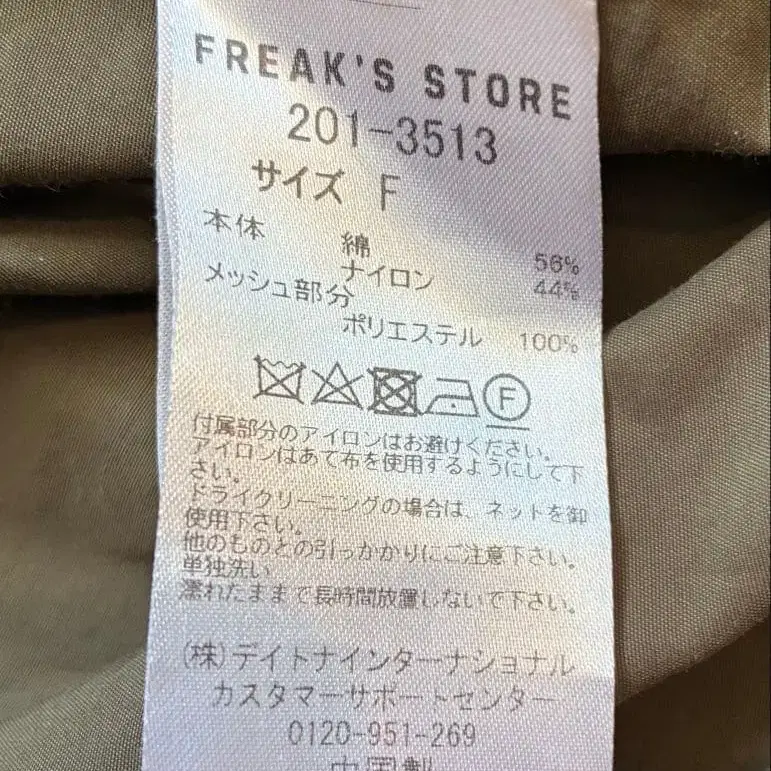 FREAK'S STORE
201-3513
サイズ F
本体
綿 56%
ナイロン 44%
メッシュ部分
ポリエステル 100%
F
付属部分のアイロンはお避けください。
アイロンはあて布を使用するようにして下
さい。
ドライクリーニングの場合は、ネットを御
使用下さい。
他のものとの引っかかりにご注意下さい。
単独洗い
濡れたままで長時間放置しないで下さい。
(株)デイトナインターナショナル
カスタマーサポートセンター
0120-951-269
中国製